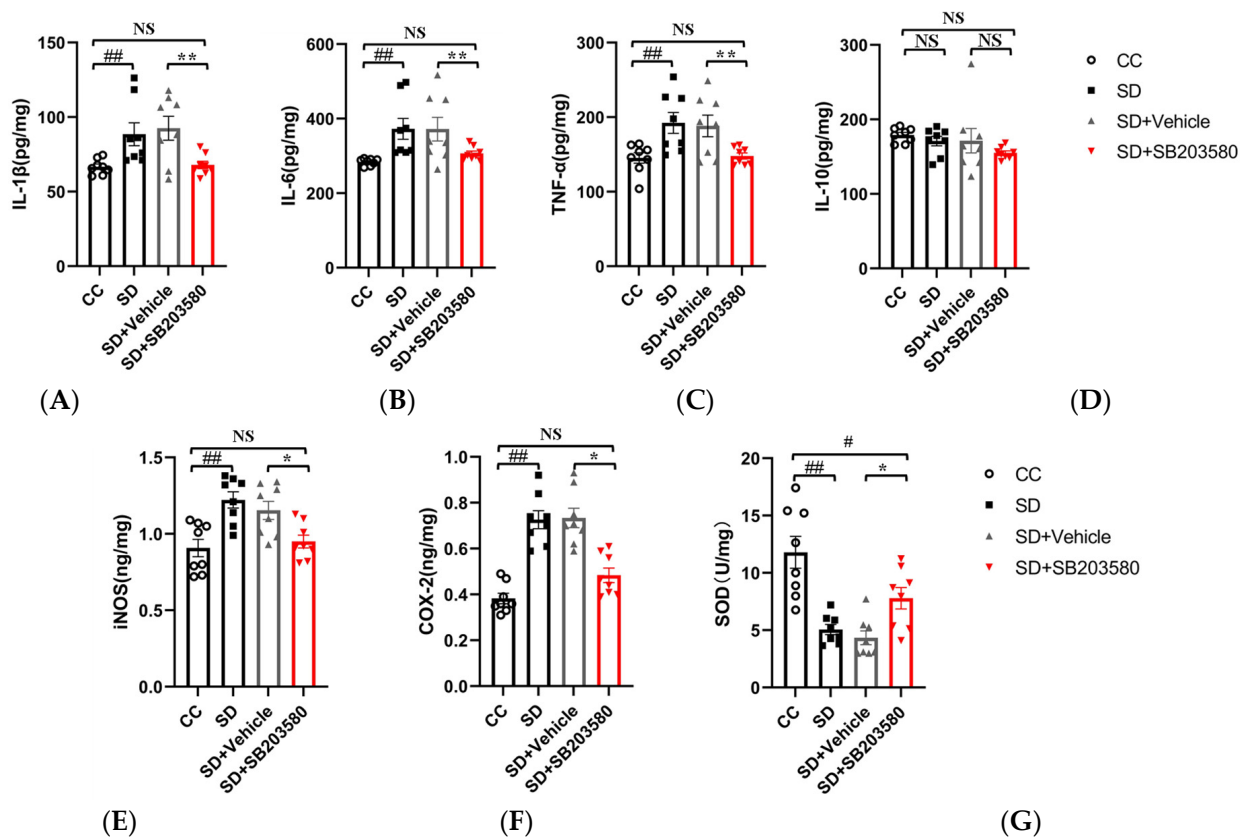 NS
## **
IL-1β(pg/mg)
150
100
50
0
CC
SD
SD+Vehicle
SD+SB203580
(A)
NS
## **
IL-6(pg/mg)
600
400
200
0
CC
SD
SD+Vehicle
SD+SB203580
(B)
NS
## **
TNF-α(pg/mg)
300
200
100
0
CC
SD
SD+Vehicle
SD+SB203580
(C)
NS
NS NS
IL-10(pg/mg)
300
200
100
0
CC
SD
SD+Vehicle
SD+SB203580
(D)
CC
SD
SD+Vehicle
SD+SB203580
NS
## *
iNOS(ng/mg)
1.5
1.0
0.5
0.0
CC
SD
SD+Vehicle
SD+SB203580
(E)
NS
## *
COX-2(ng/mg)
1.0
0.8
0.6
0.4
0.2
0.0
CC
SD
SD+Vehicle
SD+SB203580
(F)
#
## *
SOD(U/mg)
20
15
10
5
0
CC
SD
SD+Vehicle
SD+SB203580
(G)
CC
SD
SD+Vehicle
SD+SB203580